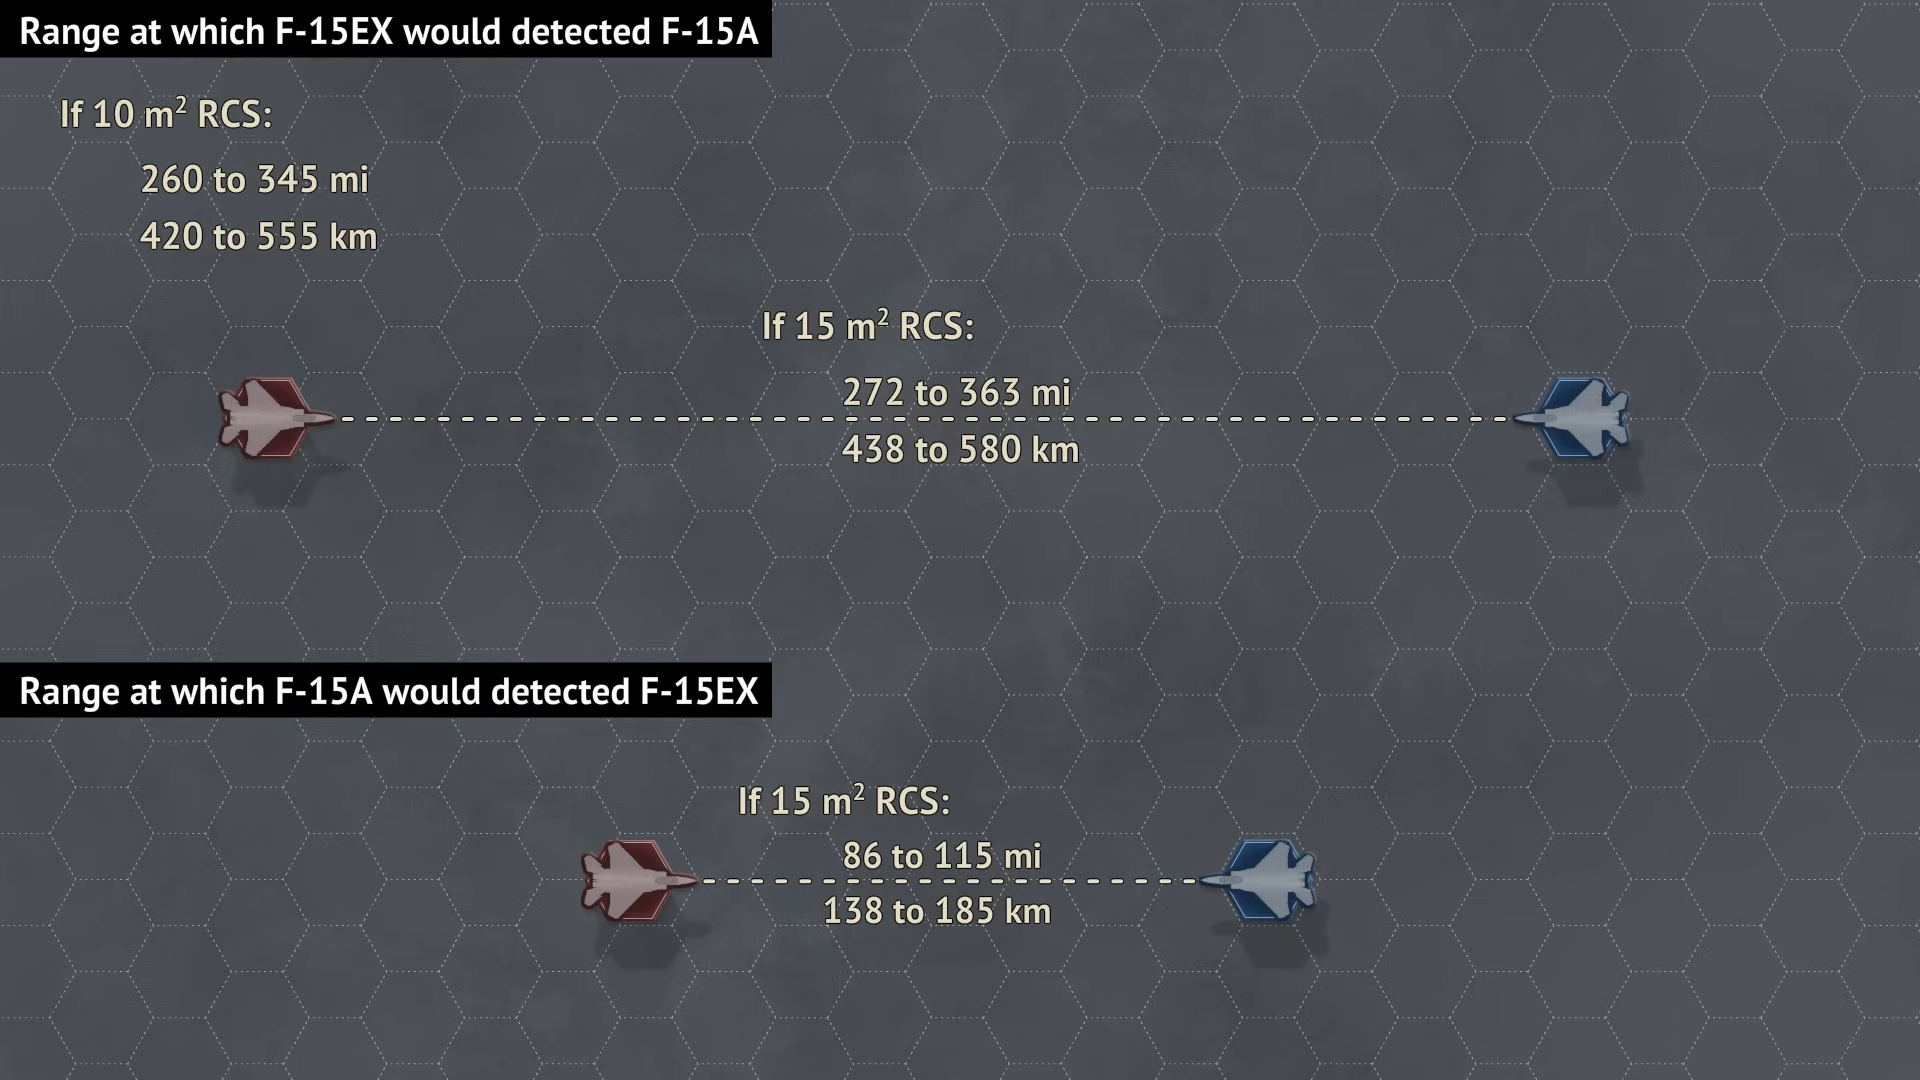 Range at which F-15EX would detected F-15A
If 10 m² RCS:
260 to 345 mi
420 to 555 km
If 15 m² RCS:
272 to 363 mi
438 to 580 km
Range at which F-15A would detected F-15EX
If 15 m² RCS:
86 to 115 mi
138 to 185 km